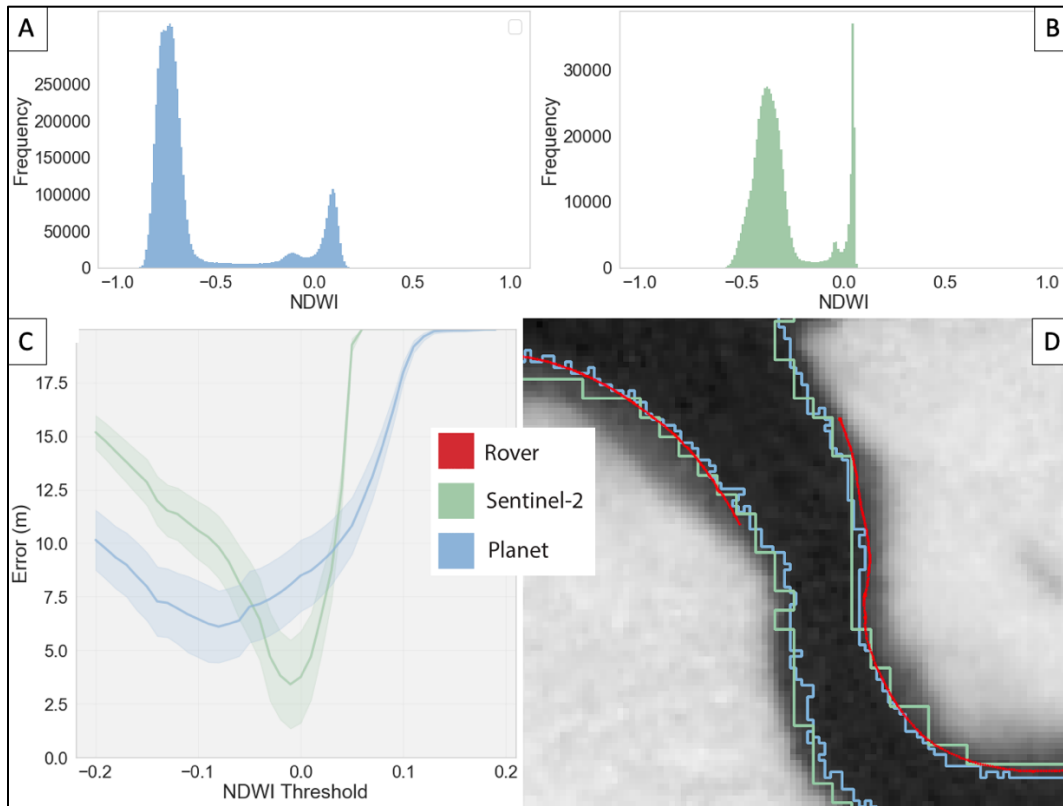 A
Frequency
250000
200000
150000
100000
50000
0
−1.0 −0.5 0.0 0.5 1.0
NDWI
B
Frequency
30000
20000
10000
0
−1.0 −0.5 0.0 0.5 1.0
NDWI
C
Error (m)
17.5
15.0
12.5
10.0
7.5
5.0
2.5
0.0
−0.2 −0.1 0.0 0.1 0.2
NDWI Threshold
Rover
Sentinel-2
Planet
D